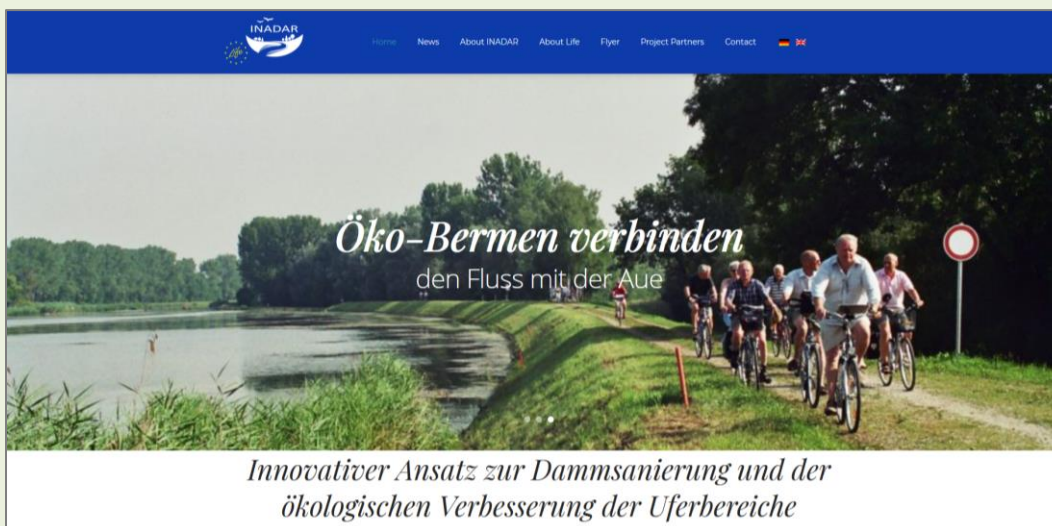 INADAR
life
Home News About INADAR About Life Flyer Project Partners Contact
Öko-Bermen verbinden
den Fluss mit der Aue
Innovativer Ansatz zur Dammsanierung und der
ökologischen Verbesserung der Uferbereiche